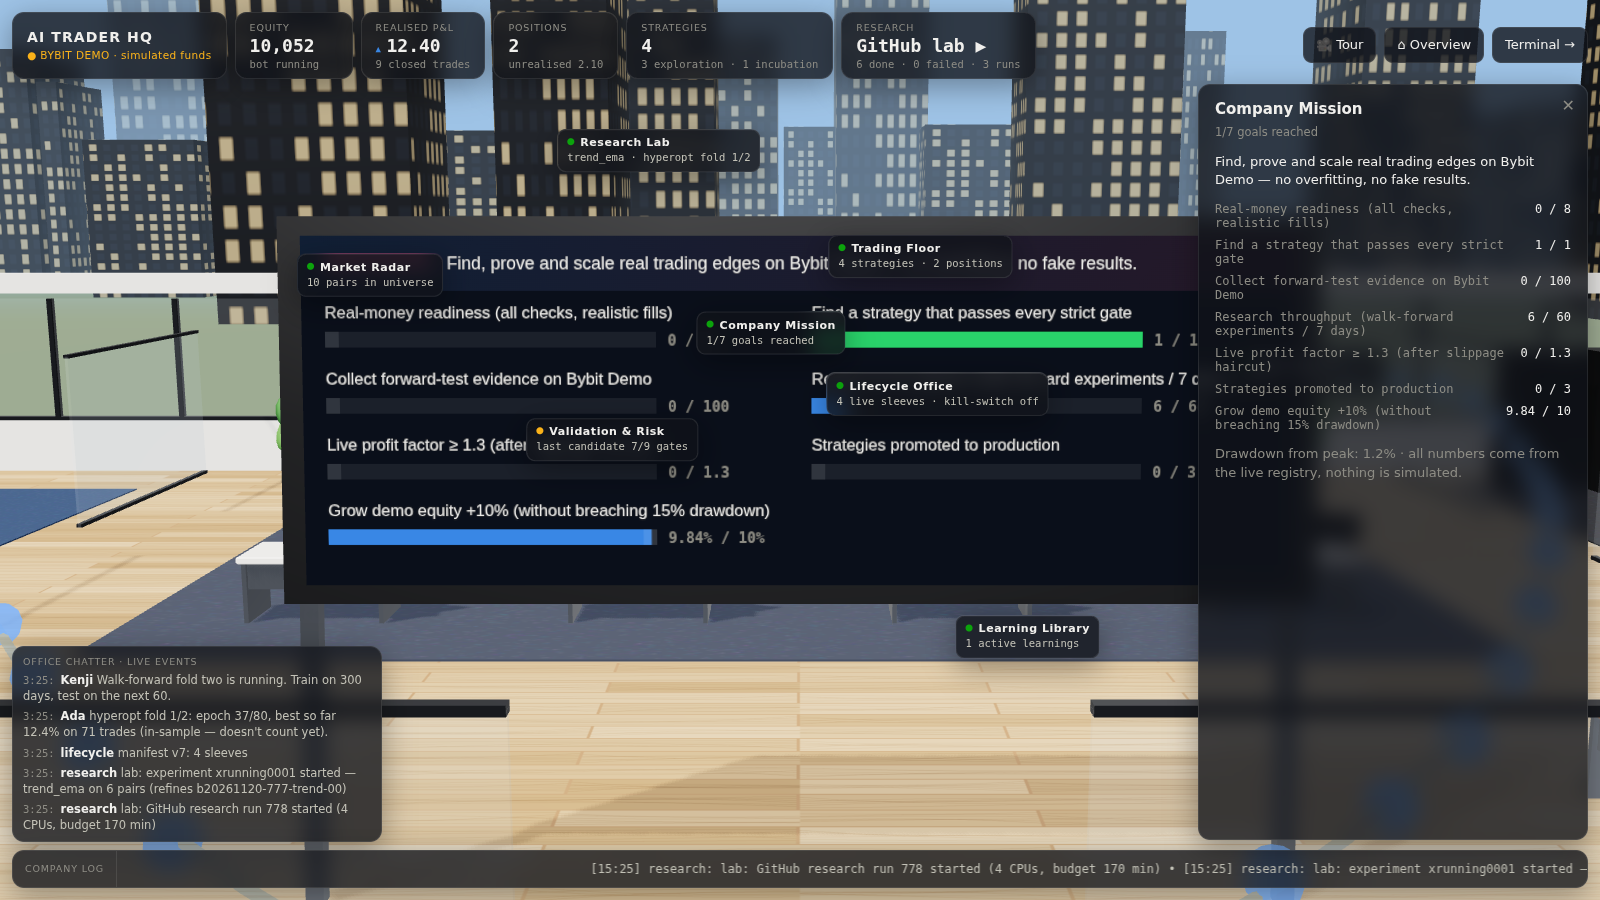 AI TRADER HQ
● BYBIT DEMO · simulated funds
EQUITY
10,052
bot running
REALISED P&L
▲ 12.40
9 closed trades
POSITIONS
2
unrealised 2.10
STRATEGIES
4
3 exploration · 1 incubation
RESEARCH
GitHub lab ▶
6 done · 0 failed · 3 runs
Tour
⌂ Overview
Terminal →
Research Lab
trend_ema · hyperopt fold 1/2
Market Radar
10 pairs in universe
Find, prove and scale real trading edges on Bybit
no fake results.
Trading Floor
4 strategies · 2 positions
Real-money readiness (all checks, realistic fills)
0 /
Find a strategy that passes every strict gate
1 / 1
Company Mission
1/7 goals reached
Collect forward-test evidence on Bybit Demo
0 / 100
Lifecycle Office
4 live sleeves · kill-switch off
ard experiments / 7 d
6 / 6
Validation & Risk
last candidate 7/9 gates
Live profit factor ≥ 1.3 (after
0 / 1.3
Strategies promoted to production
0 / 3
Grow demo equity +10% (without breaching 15% drawdown)
9.84% / 10%
Learning Library
1 active learnings
Company Mission
×
1/7 goals reached
Find, prove and scale real trading edges on Bybit
Demo — no overfitting, no fake results.
Real-money readiness (all checks, 0 / 8
realistic fills)
Find a strategy that passes every strict 1 / 1
gate
Collect forward-test evidence on Bybit 0 / 100
Demo
Research throughput (walk-forward 6 / 60
experiments / 7 days)
Live profit factor ≥ 1.3 (after slippage 0 / 1.3
haircut)
Strategies promoted to production 0 / 3
Grow demo equity +10% (without 9.84 / 10
breaching 15% drawdown)
Drawdown from peak: 1.2% · all numbers come from
the live registry, nothing is simulated.
OFFICE CHATTER · LIVE EVENTS
3:25: Kenji Walk-forward fold two is running. Train on 300
days, test on the next 60.
3:25: Ada hyperopt fold 1/2: epoch 37/80, best so far
12.4% on 71 trades (in-sample — doesn't count yet).
3:25: lifecycle manifest v7: 4 sleeves
3:25: research lab: experiment xrunning0001 started —
trend_ema on 6 pairs (refines b20261120-777-trend-00)
3:25: research lab: GitHub research run 778 started (4
CPUs, budget 170 min)
COMPANY LOG
[15:25] research: lab: GitHub research run 778 started (4 CPUs, budget 170 min) • [15:25] research: lab: experiment xrunning0001 started —